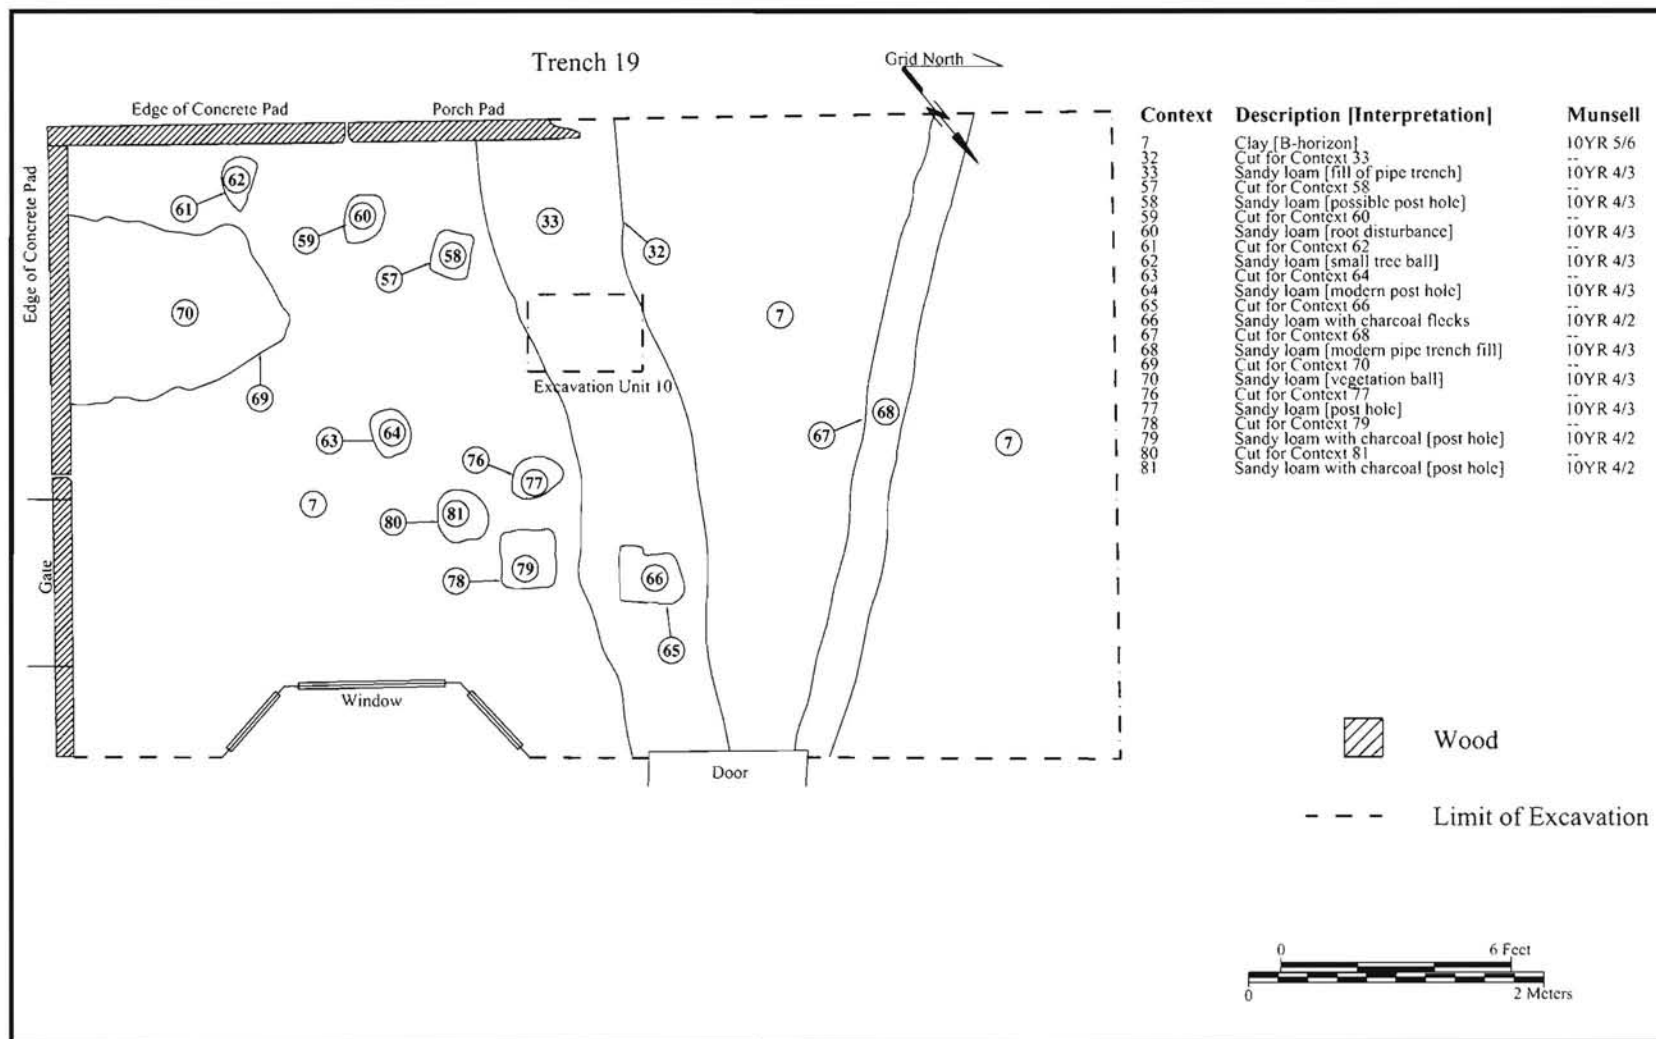 Trench 19
Grid North
Edge of Concrete Pad
Porch Pad
Edge of Concrete Pad
62
61
60
59
58
57
33
32
70
69
7
Excavation Unit 10
68
67
7
64
63
76
77
7
81
80
79
78
66
65
Gate
Window
Door
Context Description [Interpretation] Munsell
7 Clay [B-horizon] 10YR 5/6
32 Cut for Context 33 --
33 Sandy loam [fill of pipe trench] 10YR 4/3
57 Cut for Context 58 --
58 Sandy loam [possible post hole] 10YR 4/3
59 Cut for Context 60 --
60 Sandy loam [root disturbance] 10YR 4/3
61 Cut for Context 62 --
62 Sandy loam [small tree ball] 10YR 4/3
63 Cut for Context 64 --
64 Sandy loam [modern post hole] 10YR 4/3
65 Cut for Context 66 --
66 Sandy loam with charcoal flecks 10YR 4/2
67 Cut for Context 68 --
68 Sandy loam [modern pipe trench fill] 10YR 4/3
69 Cut for Context 70 --
70 Sandy loam [vegetation ball] 10YR 4/3
76 Cut for Context 77 --
77 Sandy loam [post hole] 10YR 4/3
78 Cut for Context 79 --
79 Sandy loam with charcoal [post hole] 10YR 4/2
80 Cut for Context 81 --
81 Sandy loam with charcoal [post hole] 10YR 4/2
Wood
Limit of Excavation
0 6 Feet
0 2 Meters